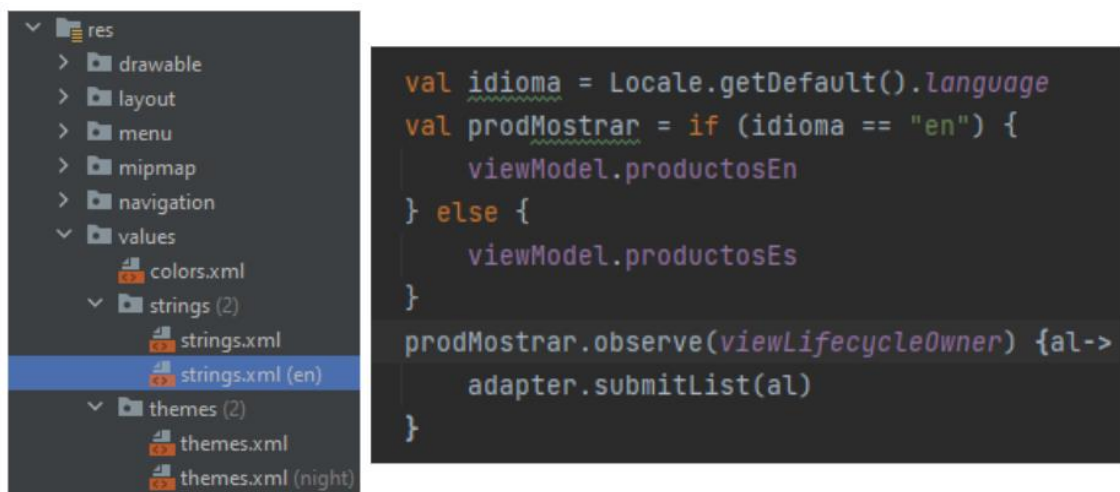 res
drawable
layout
menu
mipmap
navigation
values
colors.xml
strings (2)
strings.xml
strings.xml (en)
themes (2)
themes.xml
themes.xml (night)
val idioma = Locale.getDefault().language
val prodMostrar = if (idioma == "en") {
viewModel.productosEn
} else {
viewModel.productosEs
}
prodMostrar.observe(viewLifecycleOwner) {al->
adapter.submitList(al)
}